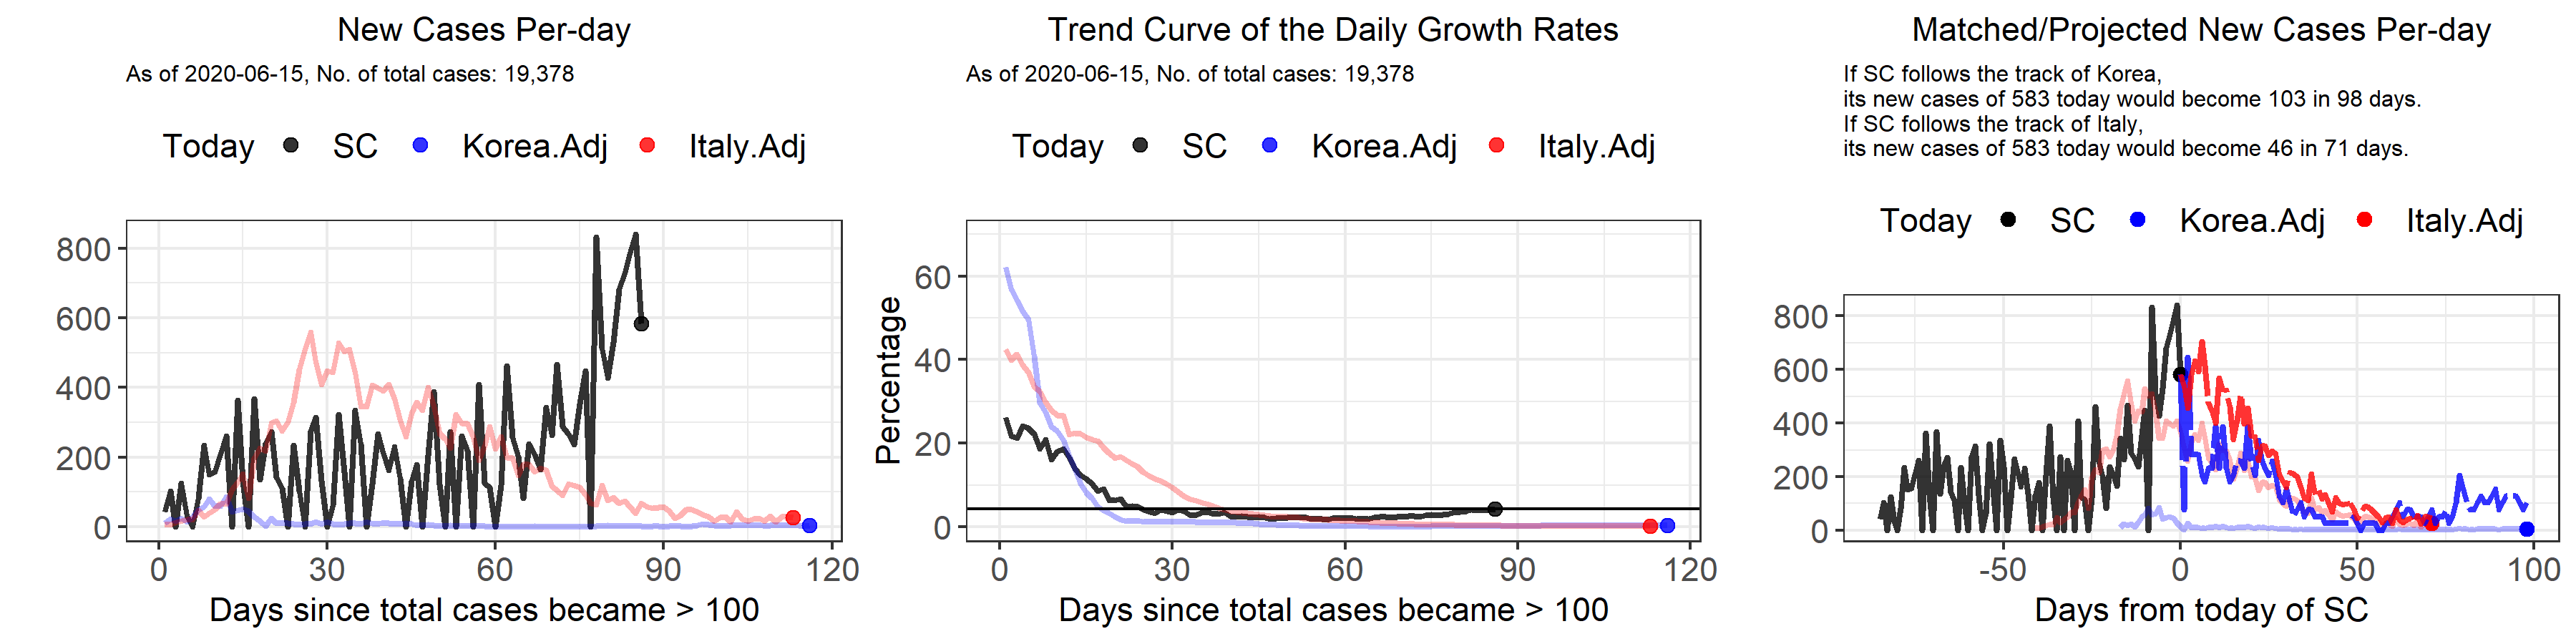 New Cases Per-day
As of 2020-06-15, No. of total cases: 19,378
Today SC Korea.Adj Italy.Adj
800
600
400
200
0
0 30 60 90 120
Days since total cases became > 100
Trend Curve of the Daily Growth Rates
As of 2020-06-15, No. of total cases: 19,378
Today SC Korea.Adj Italy.Adj
Percentage
60
40
20
0
0 30 60 90 120
Days since total cases became > 100
Matched/Projected New Cases Per-day
If SC follows the track of Korea,
its new cases of 583 today would become 103 in 98 days.
If SC follows the track of Italy,
its new cases of 583 today would become 46 in 71 days.
Today SC Korea.Adj Italy.Adj
800
600
400
200
0
-50 0 50 100
Days from today of SC